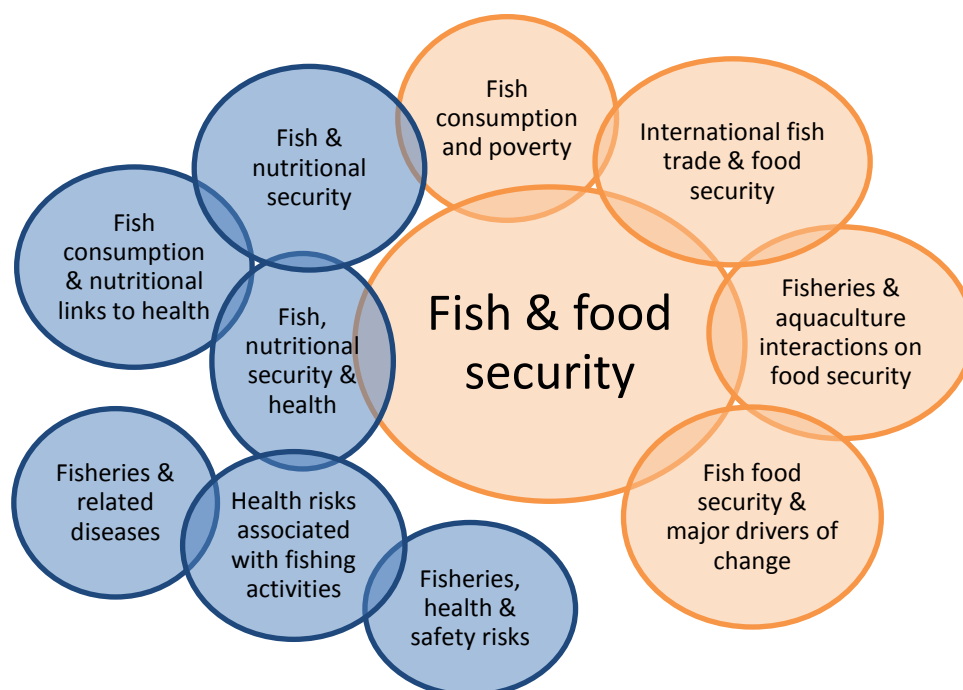 Fish
consumption
and poverty
Fish &
nutritional
security
International fish
trade & food
security
Fish
consumption
& nutritional
links to health
Fish,
nutritional
security &
health
Fish & food
security
Fisheries &
aquaculture
interactions on
food security
Fisheries &
related
diseases
Health risks
associated
with fishing
activities
Fisheries,
health &
safety risks
Fish food
security &
major drivers of
change